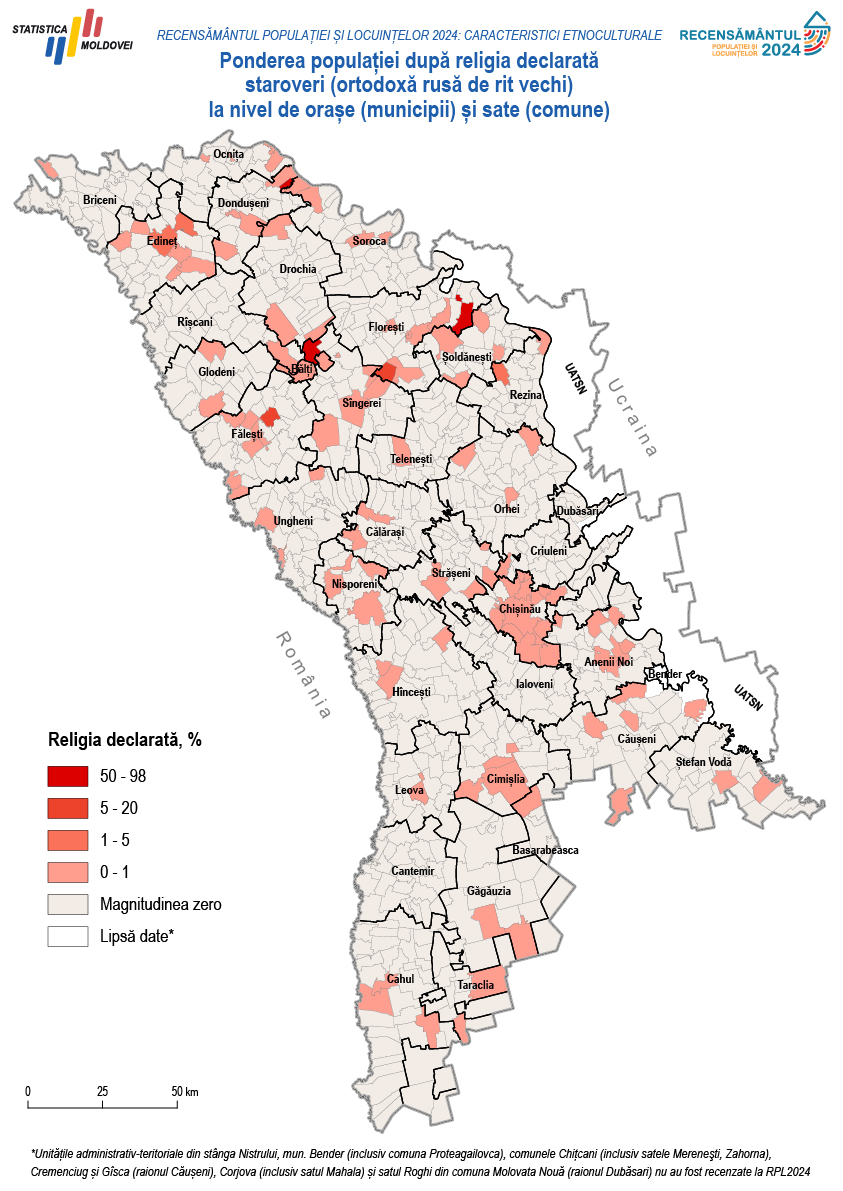 STATISTICA
MOLDOVEI
RECENSĂMÂNTUL POPULAȚIEI ȘI LOCUINȚELOR 2024: CARACTERISTICI ETNOCULTURALE
RECENSĂMÂNTUL
POPULAȚIEI ȘI
LOCUINȚELOR
2024
Ponderea populației după religia declarată
staroveri (ortodoxă rusă de rit vechi)
la nivel de orașe (municipii) și sate (comune)
Ocnița
Briceni
Dondușeni
Edineț
Soroca
Drochia
Rîșcani
Florești
Șoldănești
Glodeni
Bălți
UATSN
Ucraina
Rezina
Sîngerei
Fălești
Telenești
Orhei
Dubăsari
Ungheni
Călărași
Criuleni
Strășeni
Nisporeni
Chișinău
România
Anenii Noi
Bender
Ialoveni
UATSN
Hîncești
Căușeni
Ștefan Vodă
Cimișlia
Leova
Basarabeasca
Cantemir
Găgăuzia
Cahul
Taraclia
Religia declarată, %
50 - 98
5 - 20
1 - 5
0 - 1
Magnitudinea zero
Lipsă date*
0 25 50 km
*Unitățile administrativ-teritoriale din stânga Nistrului, mun. Bender (inclusiv comuna Proteagailovca), comunele Chițcani (inclusiv satele Merenești, Zahorna),
Cremenciug și Gîsca (raionul Căușeni), Corjova (inclusiv satul Mahala) și satul Roghi din comuna Molovata Nouă (raionul Dubăsari) nu au fost recenzate la RPL2024